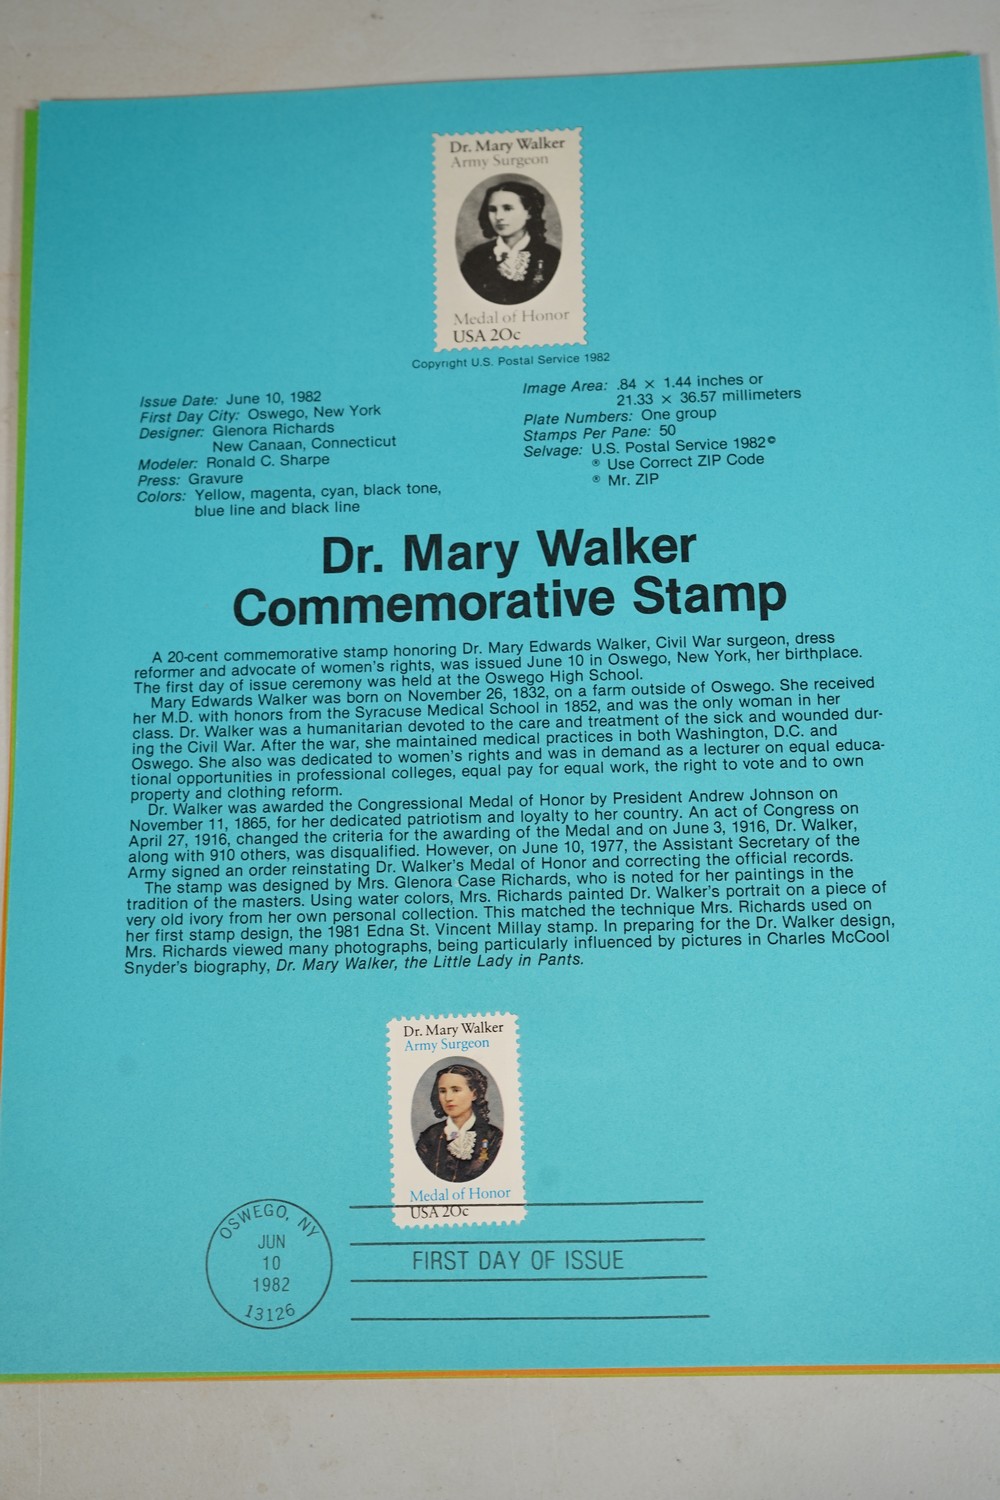 Dr. Mary Walker
Army Surgeon
Medal of Honor
USA 20c
Copyright U.S. Postal Service 1982
Issue Date: June 10, 1982
First Day City: Oswego, New York
Designer: Glenora Richards
New Canaan, Connecticut
Modeler: Ronald C. Sharpe
Press: Gravure
Colors: Yellow, magenta, cyan, black tone,
blue line and black line
Image Area: .84 × 1.44 inches or
21.33 × 36.57 millimeters
Plate Numbers: One group
Stamps Per Pane: 50
Selvage: U.S. Postal Service 1982©
® Use Correct ZIP Code
® Mr. ZIP
Dr. Mary Walker
Commemorative Stamp
A 20-cent commemorative stamp honoring Dr. Mary Edwards Walker, Civil War surgeon, dress
reformer and advocate of women's rights, was issued June 10 in Oswego, New York, her birthplace.
The first day of issue ceremony was held at the Oswego High School.
Mary Edwards Walker was born on November 26, 1832, on a farm outside of Oswego. She received
her M.D. with honors from the Syracuse Medical School in 1852, and was the only woman in her
class. Dr. Walker was a humanitarian devoted to the care and treatment of the sick and wounded dur-
ing the Civil War. After the war, she maintained medical practices in both Washington, D.C. and
Oswego. She also was dedicated to women's rights and was in demand as a lecturer on equal educa-
tional opportunities in professional colleges, equal pay for equal work, the right to vote and to own
property and clothing reform.
Dr. Walker was awarded the Congressional Medal of Honor by President Andrew Johnson on
November 11, 1865, for her dedicated patriotism and loyalty to her country. An act of Congress on
April 27, 1916, changed the criteria for the awarding of the Medal and on June 3, 1916, Dr. Walker,
along with 910 others, was disqualified. However, on June 10, 1977, the Assistant Secretary of the
Army signed an order reinstating Dr. Walker's Medal of Honor and correcting the official records.
The stamp was designed by Mrs. Glenora Case Richards, who is noted for her paintings in the
tradition of the masters. Using water colors, Mrs. Richards painted Dr. Walker's portrait on a piece of
very old ivory from her own personal collection. This matched the technique Mrs. Richards used on
her first stamp design, the 1981 Edna St. Vincent Millay stamp. In preparing for the Dr. Walker design,
Mrs. Richards viewed many photographs, being particularly influenced by pictures in Charles McCool
Snyder's biography, Dr. Mary Walker, the Little Lady in Pants.
Dr. Mary Walker
Army Surgeon
Medal of Honor
USA 20c
OSWEGO, NY
JUN
10
1982
13126
FIRST DAY OF ISSUE